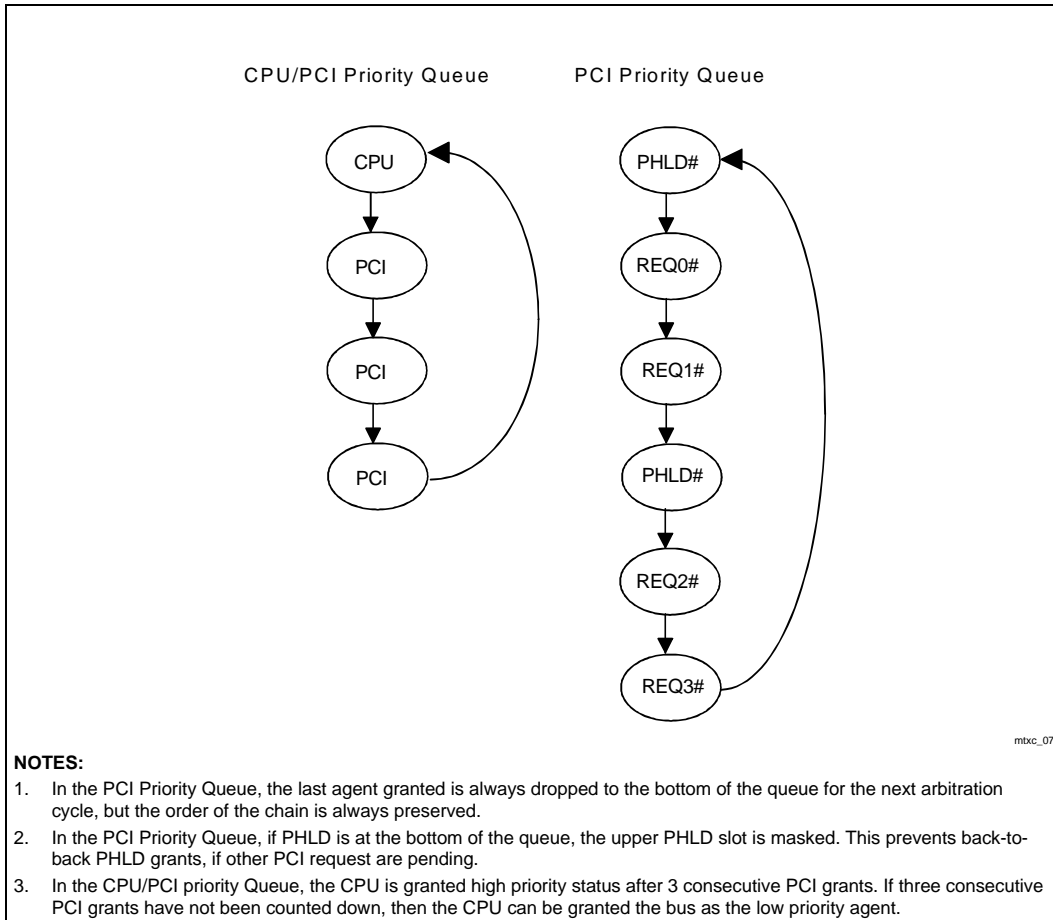 CPU/PCI Priority Queue
PCI Priority Queue
CPU
PCI
PCI
PCI
PHLD#
REQ0#
REQ1#
PHLD#
REQ2#
REQ3#
mtxc_07
NOTES:
1. In the PCI Priority Queue, the last agent granted is always dropped to the bottom of the queue for the next arbitration
cycle, but the order of the chain is always preserved.
2. In the PCI Priority Queue, if PHLD is at the bottom of the queue, the upper PHLD slot is masked. This prevents back-to-
back PHLD grants, if other PCI request are pending.
3. In the CPU/PCI priority Queue, the CPU is granted high priority status after 3 consecutive PCI grants. If three consecutive
PCI grants have not been counted down, then the CPU can be granted the bus as the low priority agent.